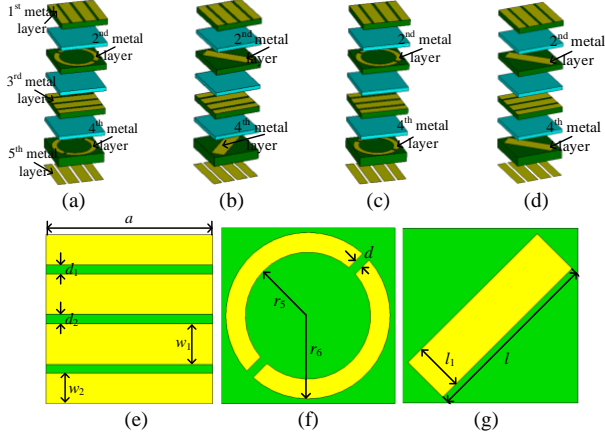 1st metal layer
2nd metal layer
3rd metal layer
4th metal layer
5th metal layer
2nd metal layer
4th metal layer
2nd metal layer
4th metal layer
2nd metal layer
4th metal layer
(a) (b) (c) (d)
a
d1
d2
w1
w2
d
r5
r6
l1
l
(e) (f) (g)